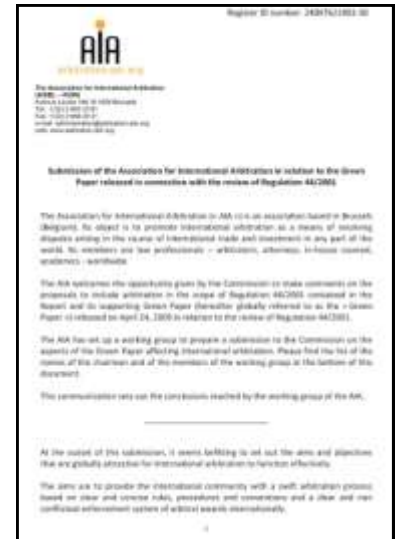 Register ID number: 
AIA
The Association for International Arbitration
Submission of the Association for International Arbitration in relation to the Green
Paper released in connection with the review of Regulation 44/2001
The Association for International Arbitration is an association based in Brussels
(Belgium). Its object is to promote international arbitration as a means of resolving
disputes arising in the course of international trade and investment in any part of the
world. Its members are law professionals – arbitrators, attorneys, in-house counsel,
academics - worldwide.
The AIA welcomes the opportunity given by the Commission to make comments on the
proposals to include arbitration in the scope of Regulation 44/2001 contained in the
Report and its supporting Green Paper (hereafter globally referred to as the « Green
Paper ») released on April 2009 in relation to the review of Regulation 44/2001.
The AIA has set up a working group to prepare a submission to the Commission on the
aspects of the Green Paper affecting international arbitration. Please find the list of the
names of the chairman and of the members of the working group at the bottom of this
document.
This communication sets out the conclusions reached by the working group of the AIA.
At the outset of this submission, it seems befitting to set out the aims and objectives
that are globally attractive for international arbitration to function effectively.
The aims are to provide the international community with a swift arbitration process
based on clear and concise rules, procedures and conventions and a clear and non
conflictual enforcement system of arbitral awards internationally.